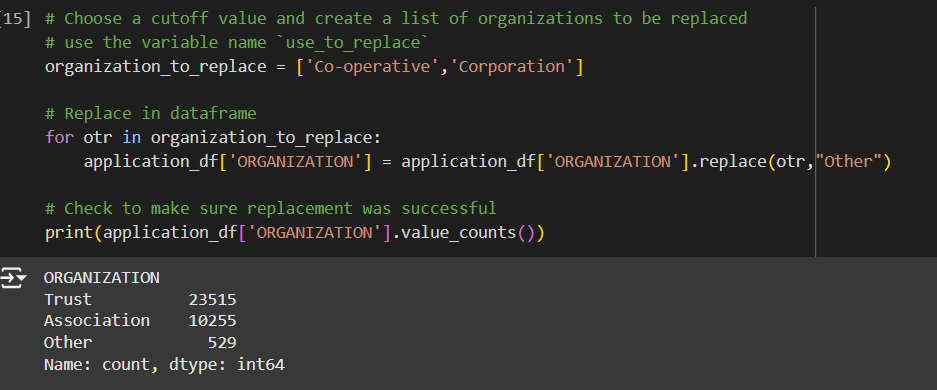 [15] # Choose a cutoff value and create a list of organizations to be replaced
# use the variable name `use_to_replace`
organization_to_replace = ['Co-operative','Corporation']
# Replace in dataframe
for otr in organization_to_replace:
application_df['ORGANIZATION'] = application_df['ORGANIZATION'].replace(otr,"Other")
# Check to make sure replacement was successful
print(application_df['ORGANIZATION'].value_counts())
ORGANIZATION
Trust 23515
Association 10255
Other 529
Name: count, dtype: int64